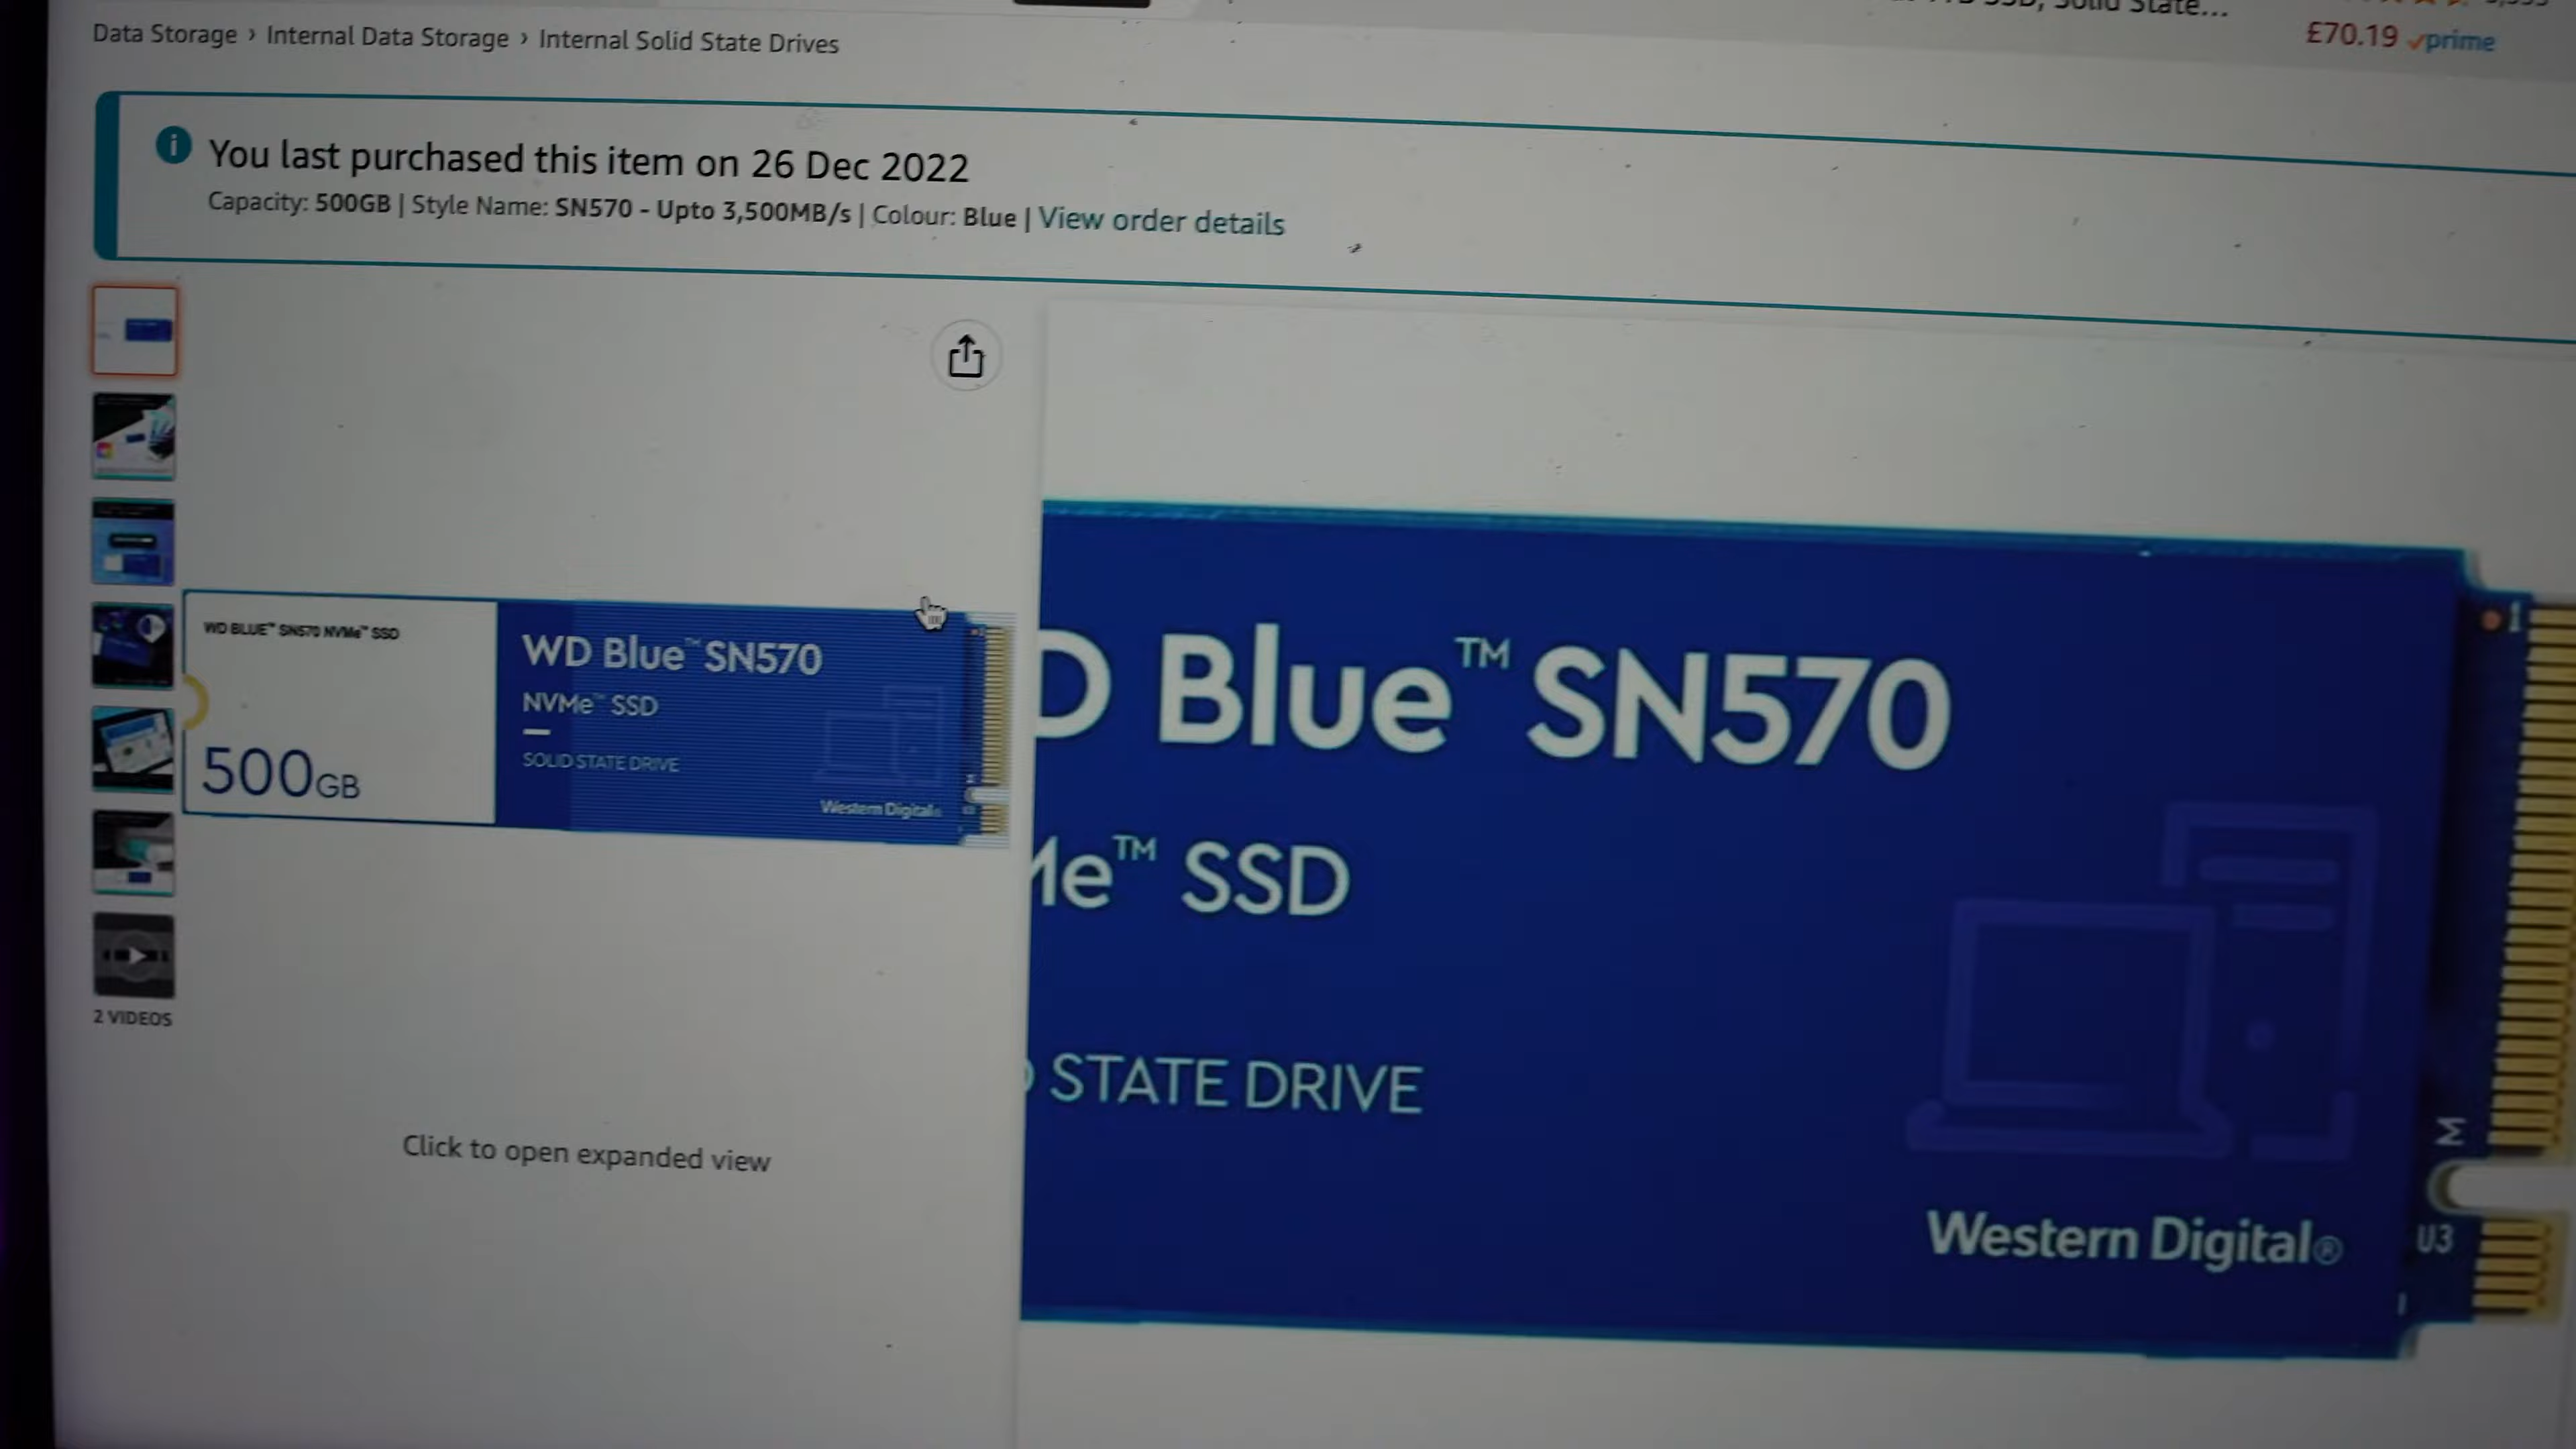 Solid State...
£70.19 prime
Data Storage › Internal Data Storage › Internal Solid State Drives
You last purchased this item on 26 Dec 2022
Capacity: 500GB | Style Name: SN570 - Upto 3,500MB/s | Colour: Blue | View order details
WD BLUE™ SN570 NVMe™ SSD
500GB
WD Blue™ SN570
NVMe™ SSD
SOLID STATE DRIVE
Western Digital®
2 VIDEOS
Click to open expanded view
D Blue™ SN570
Me™ SSD
STATE DRIVE
Western Digital®
1
M
U3